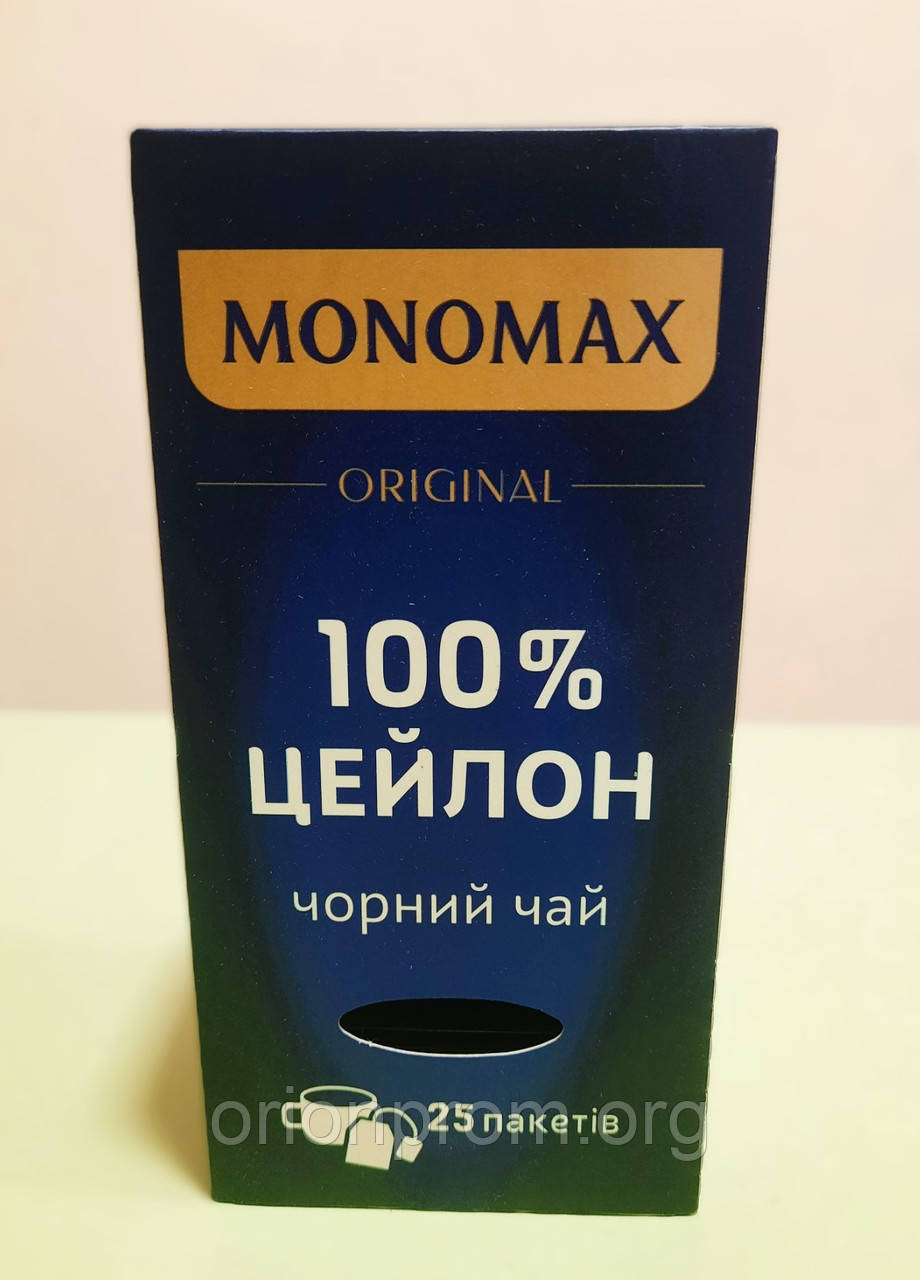 MONOMAX
ORIGINAL
100%
ЦЕЙЛОН
чорний чай
25 пакетів
orionprom.org